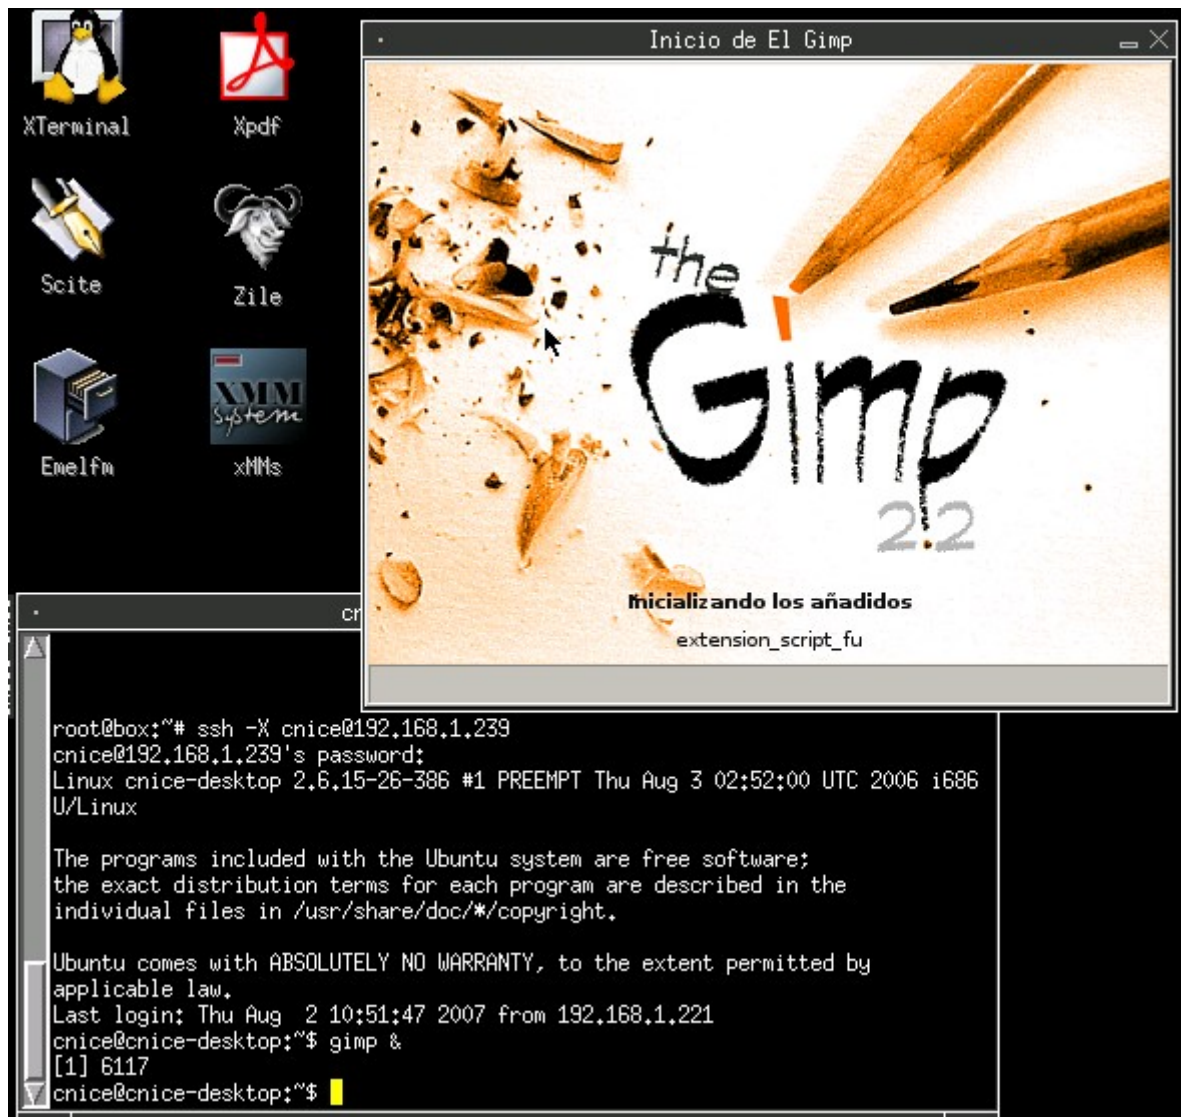 XTerminal
Xpdf
Scite
Zile
Emelfm
XMM
System
xMMs
Inicio de El Gimp
the
Gimp
2.2
Inicializando los añadidos
extension_script_fu
root@box:~# ssh -X cnice@192.168.1.239
cnice@192.168.1.239's password:
Linux cnice-desktop 2.6.15-26-386 #1 PREEMPT Thu Aug 3 02:52:00 UTC 2006 i686
U/Linux
The programs included with the Ubuntu system are free software;
the exact distribution terms for each program are described in the
individual files in /usr/share/doc/*/copyright.
Ubuntu comes with ABSOLUTELY NO WARRANTY, to the extent permitted by
applicable law.
Last login: Thu Aug  2 10:51:47 2007 from 192.168.1.221
cnice@cnice-desktop:~$ gimp &
[1] 6117
cnice@cnice-desktop:~$